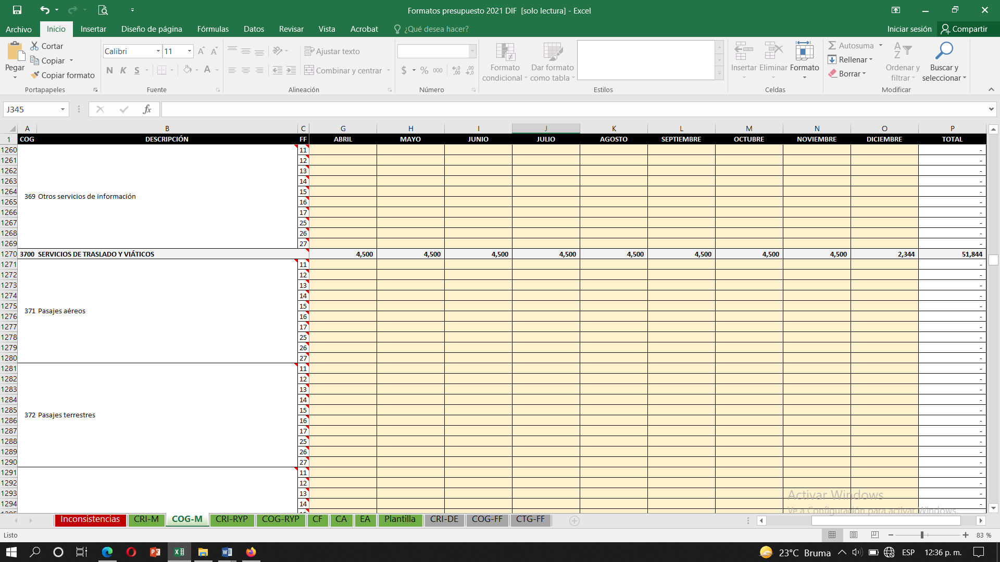 Formatos presupuesto 2021 DIF [solo lectura] - Excel
Archivo Inicio Insertar Diseño de página Fórmulas Datos Revisar Vista Acrobat ¿Qué desea hacer? Iniciar sesión Compartir
Pegar
Cortar
Copiar
Copiar formato
Portapapeles
Calibri 11
N K S
Fuente
Ajustar texto
Combinar y centrar
Alineación
$ % 000
Número
Formato condicional
Dar formato como tabla
Estilos
Insertar Eliminar Formato
Celdas
Autosuma
Rellenar
Borrar
Ordenar y filtrar
Buscar y seleccionar
Modificar
J345 fx
A B C G H I J K L M N O P
1 COG DESCRIPCIÓN FF ABRIL MAYO JUNIO JULIO AGOSTO SEPTIEMBRE OCTUBRE NOVIEMBRE DICIEMBRE TOTAL
1260 11 -
1261 12 -
1262 13 -
1263 14 -
1264 15 -
369 Otros servicios de información
1265 16 -
1266 17 -
1267 25 -
1268 26 -
1269 27 -
1270 3700 SERVICIOS DE TRASLADO Y VIÁTICOS 4,500 4,500 4,500 4,500 4,500 4,500 4,500 4,500 2,344 51,844
1271 11 -
1272 12 -
1273 13 -
1274 14 -
1275 15 -
371 Pasajes aéreos
1276 16 -
1277 17 -
1278 25 -
1279 26 -
1280 27 -
1281 11 -
1282 12 -
1283 13 -
1284 14 -
1285 15 -
372 Pasajes terrestres
1286 16 -
1287 17 -
1288 25 -
1289 26 -
1290 27 -
1291 11 -
1292 12 -
1293 13 -
1294 14 -
Activar Windows
Ve a Configuración para activar Windows.
Inconsistencias CRI-M COG-M CRI-RYP COG-RYP CF CA EA Plantilla CRI-DE COG-FF CTG-FF
Listo 83 %
23°C Bruma ESP 12:36 p. m.